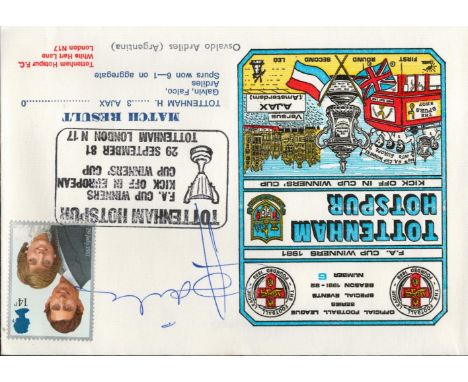 OFFICIAL FOOTBALL LEAGUE
SPECIAL EVENTS
SERIES
SEASON 1981-82
NUMBER 6
THE FOOTBALL LEAGUE
F.A. CUP WINNERS 1981
TOTTENHAM
HOTSPUR
KICK OFF IN CUP WINNERS' CUP
Versus
AJAX
(Amsterdam)
ROUND
SECOND
LEG
14P
TOTTENHAM HOTSPUR
F.A. CUP WINNERS
KICK OFF IN EUROPEAN
CUP WINNERS' CUP
29 SEPTEMBER 81
TOTTENHAM LONDON N 17
MATCH RESULT
TOTTENHAM H. 3 AJAX 0
Galvin, Falco,
Ardiles
Spurs won 6—1 on aggregate
Osvaldo Ardiles (Argentina)
Tottenham Hotspur F.C.
White Hart Lane
London N17